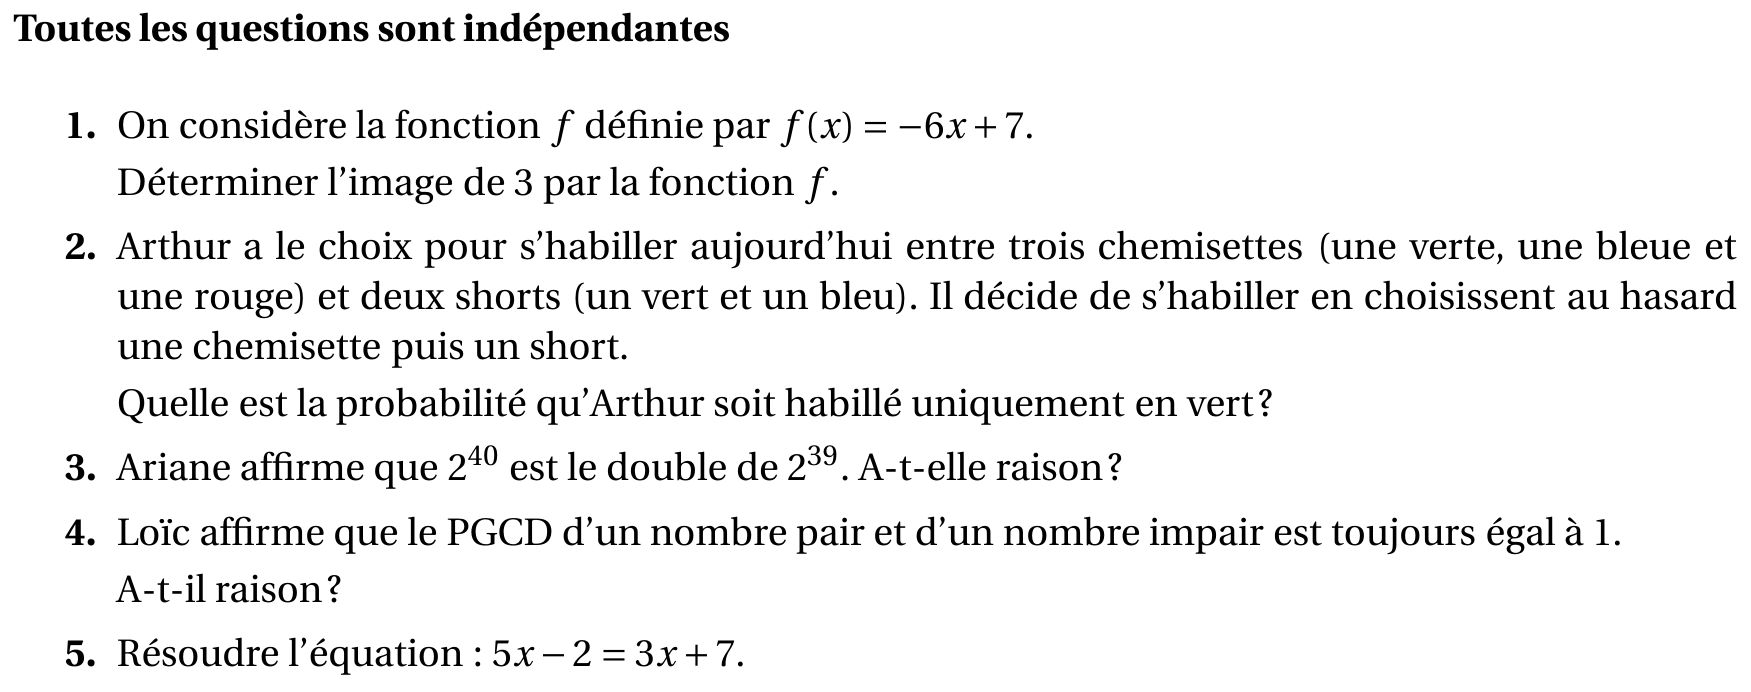 Toutes les questions sont indépendantes
1. On considère la fonction f définie par f(x) = −6x + 7.
Déterminer l'image de 3 par la fonction f.
2. Arthur a le choix pour s'habiller aujourd'hui entre trois chemisettes (une verte, une bleue et
une rouge) et deux shorts (un vert et un bleu). Il décide de s'habiller en choisissent au hasard
une chemisette puis un short.
Quelle est la probabilité qu'Arthur soit habillé uniquement en vert ?
3. Ariane affirme que 2⁴⁰ est le double de 2³⁹. A-t-elle raison ?
4. Loïc affirme que le PGCD d'un nombre pair et d'un nombre impair est toujours égal à 1.
A-t-il raison ?
5. Résoudre l'équation : 5x − 2 = 3x + 7.